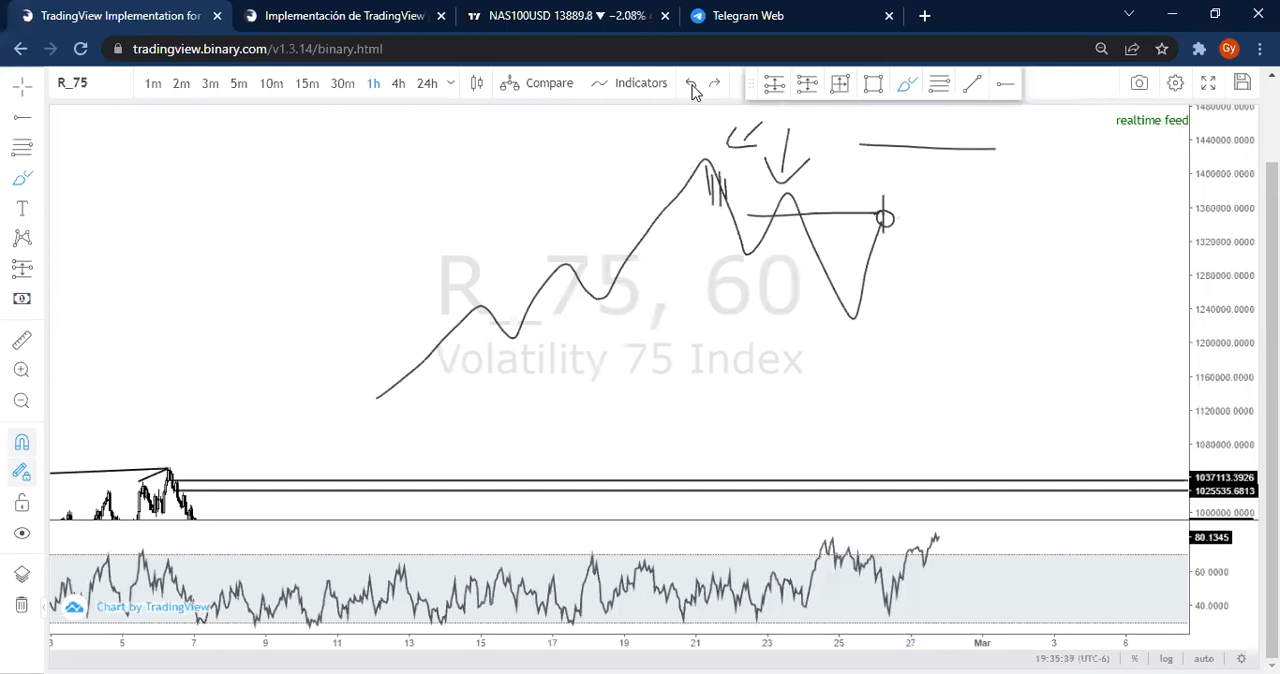 TradingView Implementation for
Implementación de TradingView
NAS100USD 13889.8 ▼ −2.08%
Telegram Web
tradingview.binary.com/v1.3.14/binary.html
Gy
R_75
1m 2m 3m 5m 10m 15m 30m 1h 4h 24h
Compare
Indicators
realtime feed
1480000.0000
1440000.0000
1400000.0000
1360000.0000
1320000.0000
1280000.0000
1240000.0000
1200000.0000
1160000.0000
1120000.0000
1080000.0000
R_75, 60
Volatility 75 Index
1037113.3926
1025535.6813
1000000.0000
80.1345
60.0000
40.0000
Chart by TradingView
3 5 7 9 11 13 15 17 19 21 23 25 27 Mar 3 6
19:35:39 (UTC-6) % log auto